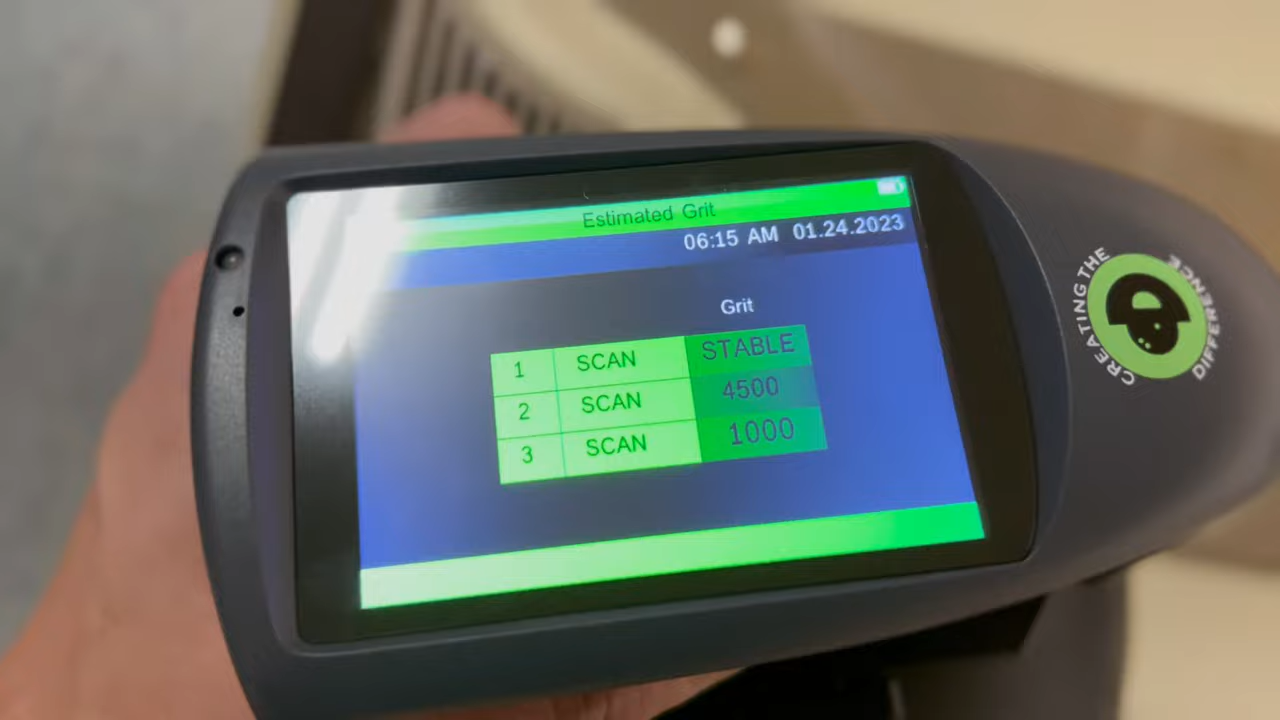 Estimated Grit
06:15 AM 01.24.2023
Grit
1 SCAN STABLE
2 SCAN 4500
3 SCAN 1000
CREATING THE DIFFERENCE